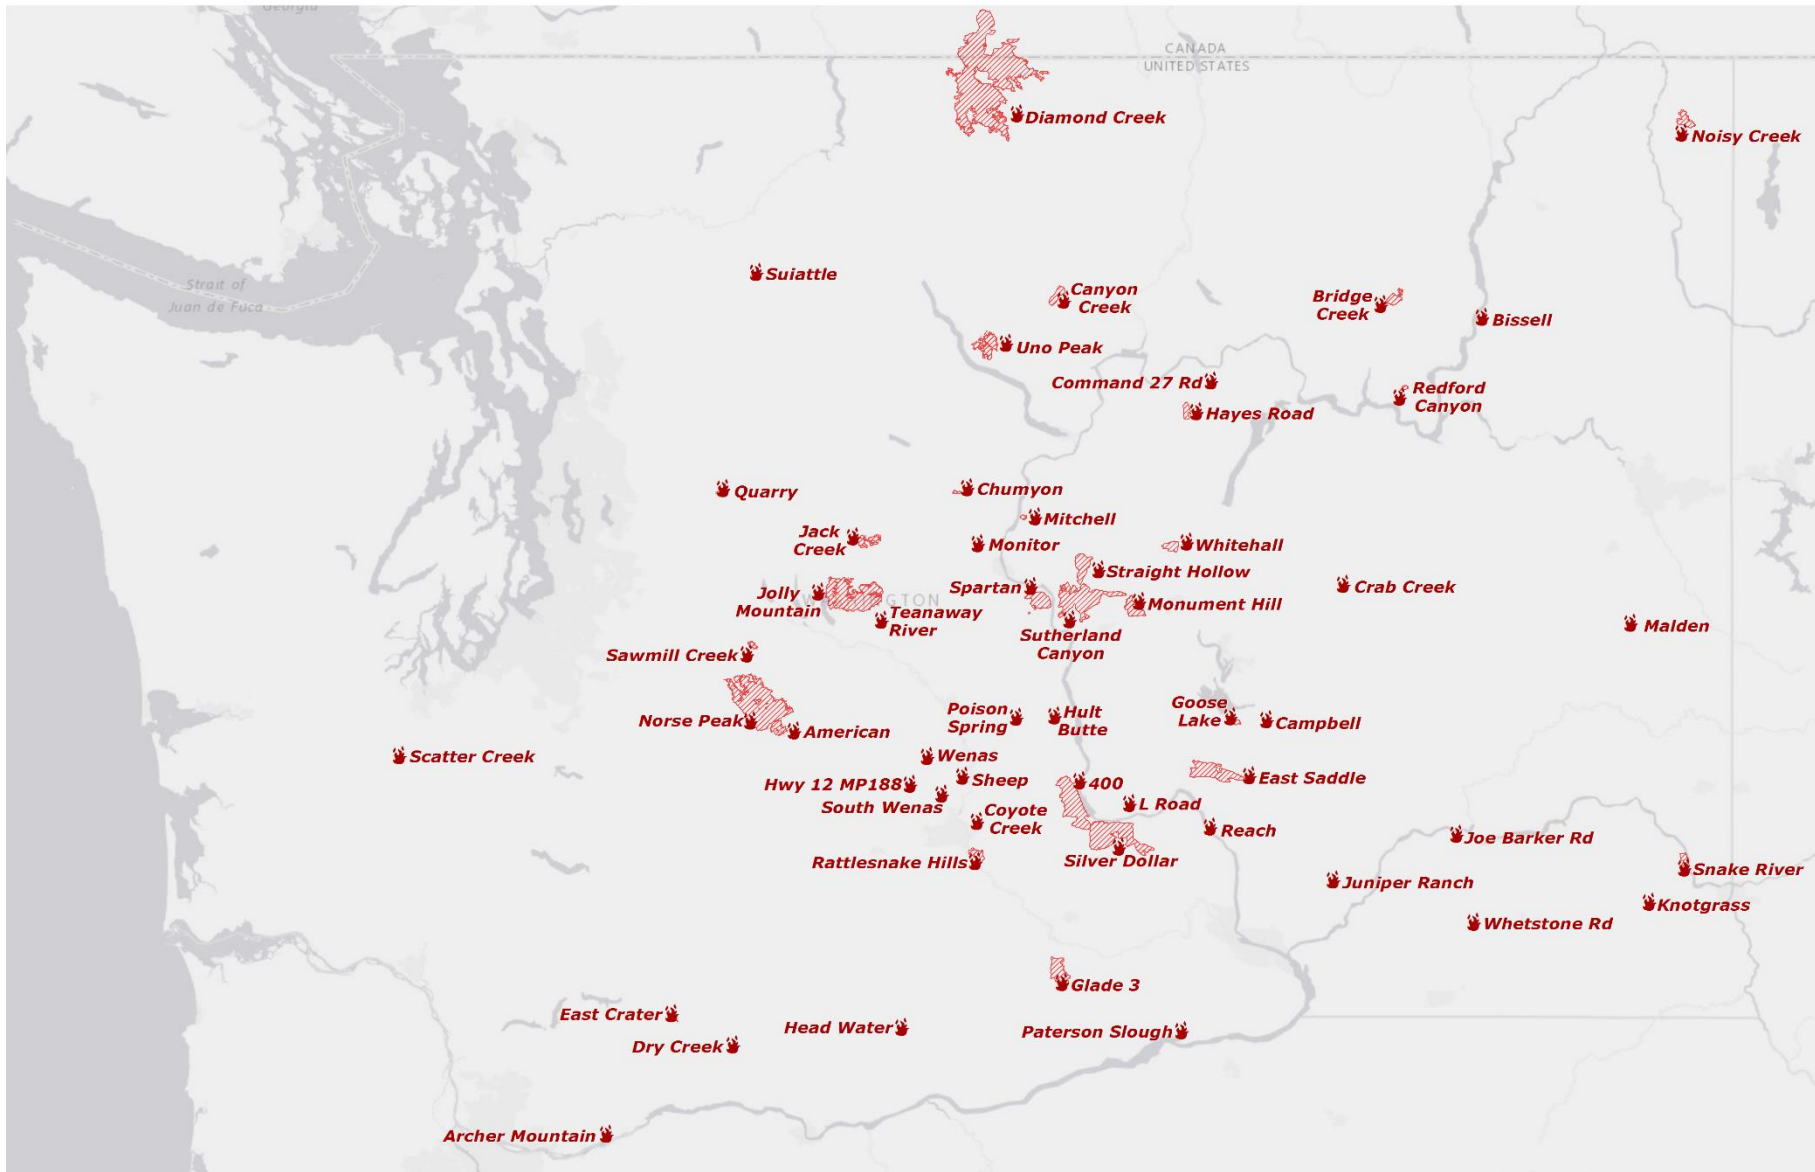 Georgia
CANADA
UNITED STATES
Diamond Creek
Noisy Creek
Strait of
Juan de Fuca
Suiattle
Canyon
Creek
Bridge
Creek
Bissell
Uno Peak
Command 27 Rd
Redford
Canyon
Hayes Road
Quarry
Chumyon
Mitchell
Jack
Creek
Monitor
Whitehall
Straight Hollow
Spartan
Crab Creek
Jolly
Mountain
W
GTON
Monument Hill
Teanaway
River
Malden
Sutherland
Canyon
Sawmill Creek
Norse Peak
American
Poison
Spring
Hult
Butte
Goose
Lake
Campbell
Scatter Creek
Wenas
Sheep
East Saddle
Hwy 12 MP188
400
South Wenas
L Road
Coyote
Creek
Reach
Joe Barker Rd
Rattlesnake Hills
Silver Dollar
Snake River
Juniper Ranch
Knotgrass
Whetstone Rd
Glade 3
East Crater
Head Water
Paterson Slough
Dry Creek
Archer Mountain